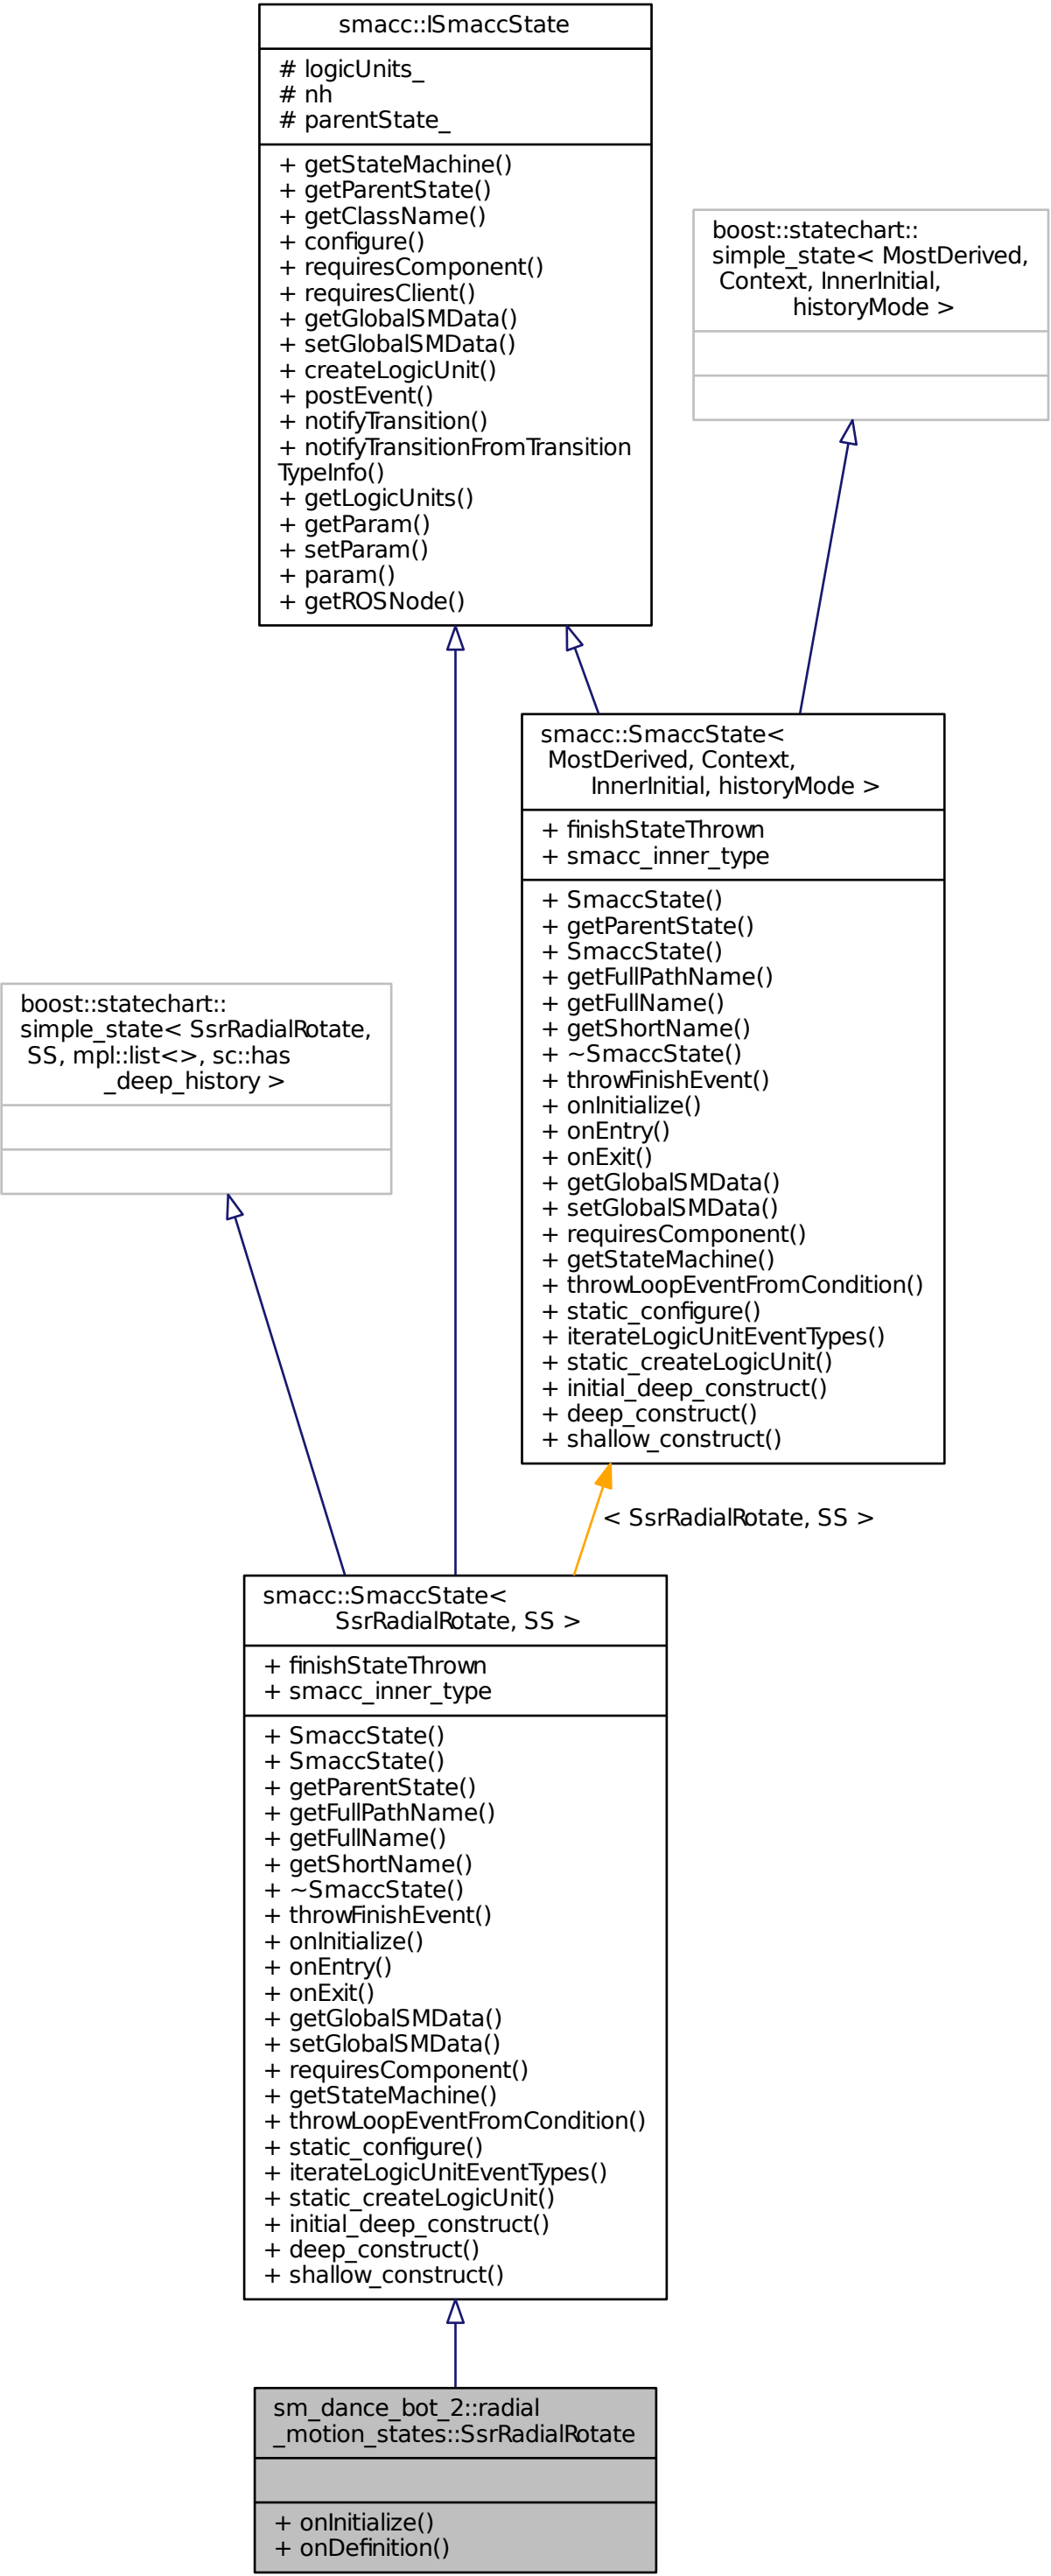 smacc::ISmaccState
# logicUnits_
# nh
# parentState_
+ getStateMachine()
+ getParentState()
+ getClassName()
+ configure()
+ requiresComponent()
+ requiresClient()
+ getGlobalSMData()
+ setGlobalSMData()
+ createLogicUnit()
+ postEvent()
+ notifyTransition()
+ notifyTransitionFromTransition
TypeInfo()
+ getLogicUnits()
+ getParam()
+ setParam()
+ param()
+ getROSNode()
boost::statechart::
simple_state< MostDerived,
Context, InnerInitial,
historyMode >
smacc::SmaccState<
MostDerived, Context,
InnerInitial, historyMode >
+ finishStateThrown
+ smacc_inner_type
+ SmaccState()
+ getParentState()
+ SmaccState()
+ getFullPathName()
+ getFullName()
+ getShortName()
+ ~SmaccState()
+ throwFinishEvent()
+ onInitialize()
+ onEntry()
+ onExit()
+ getGlobalSMData()
+ setGlobalSMData()
+ requiresComponent()
+ getStateMachine()
+ throwLoopEventFromCondition()
+ static_configure()
+ iterateLogicUnitEventTypes()
+ static_createLogicUnit()
+ initial_deep_construct()
+ deep_construct()
+ shallow_construct()
boost::statechart::
simple_state< SsrRadialRotate,
SS, mpl::list<>, sc::has
_deep_history >
< SsrRadialRotate, SS >
smacc::SmaccState<
SsrRadialRotate, SS >
+ finishStateThrown
+ smacc_inner_type
+ SmaccState()
+ SmaccState()
+ getParentState()
+ getFullPathName()
+ getFullName()
+ getShortName()
+ ~SmaccState()
+ throwFinishEvent()
+ onInitialize()
+ onEntry()
+ onExit()
+ getGlobalSMData()
+ setGlobalSMData()
+ requiresComponent()
+ getStateMachine()
+ throwLoopEventFromCondition()
+ static_configure()
+ iterateLogicUnitEventTypes()
+ static_createLogicUnit()
+ initial_deep_construct()
+ deep_construct()
+ shallow_construct()
sm_dance_bot_2::radial
_motion_states::SsrRadialRotate
+ onInitialize()
+ onDefinition()